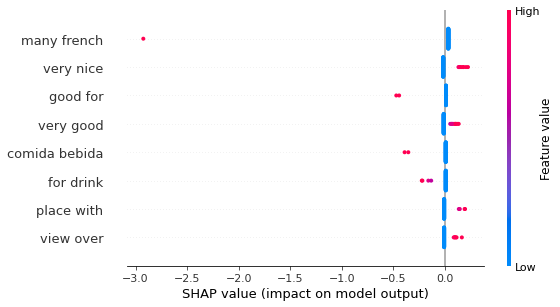 High
many french
very nice
good for
very good
comida bebida
for drink
place with
view over
Low
Feature value
−3.0 −2.5 −2.0 −1.5 −1.0 −0.5 0.0
SHAP value (impact on model output)